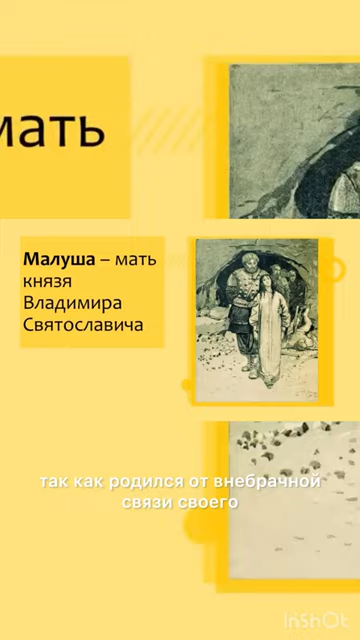 мать
Малуша – мать
князя
Владимира
Святославича
так как родился от внебрачной
связи своего
InShOt